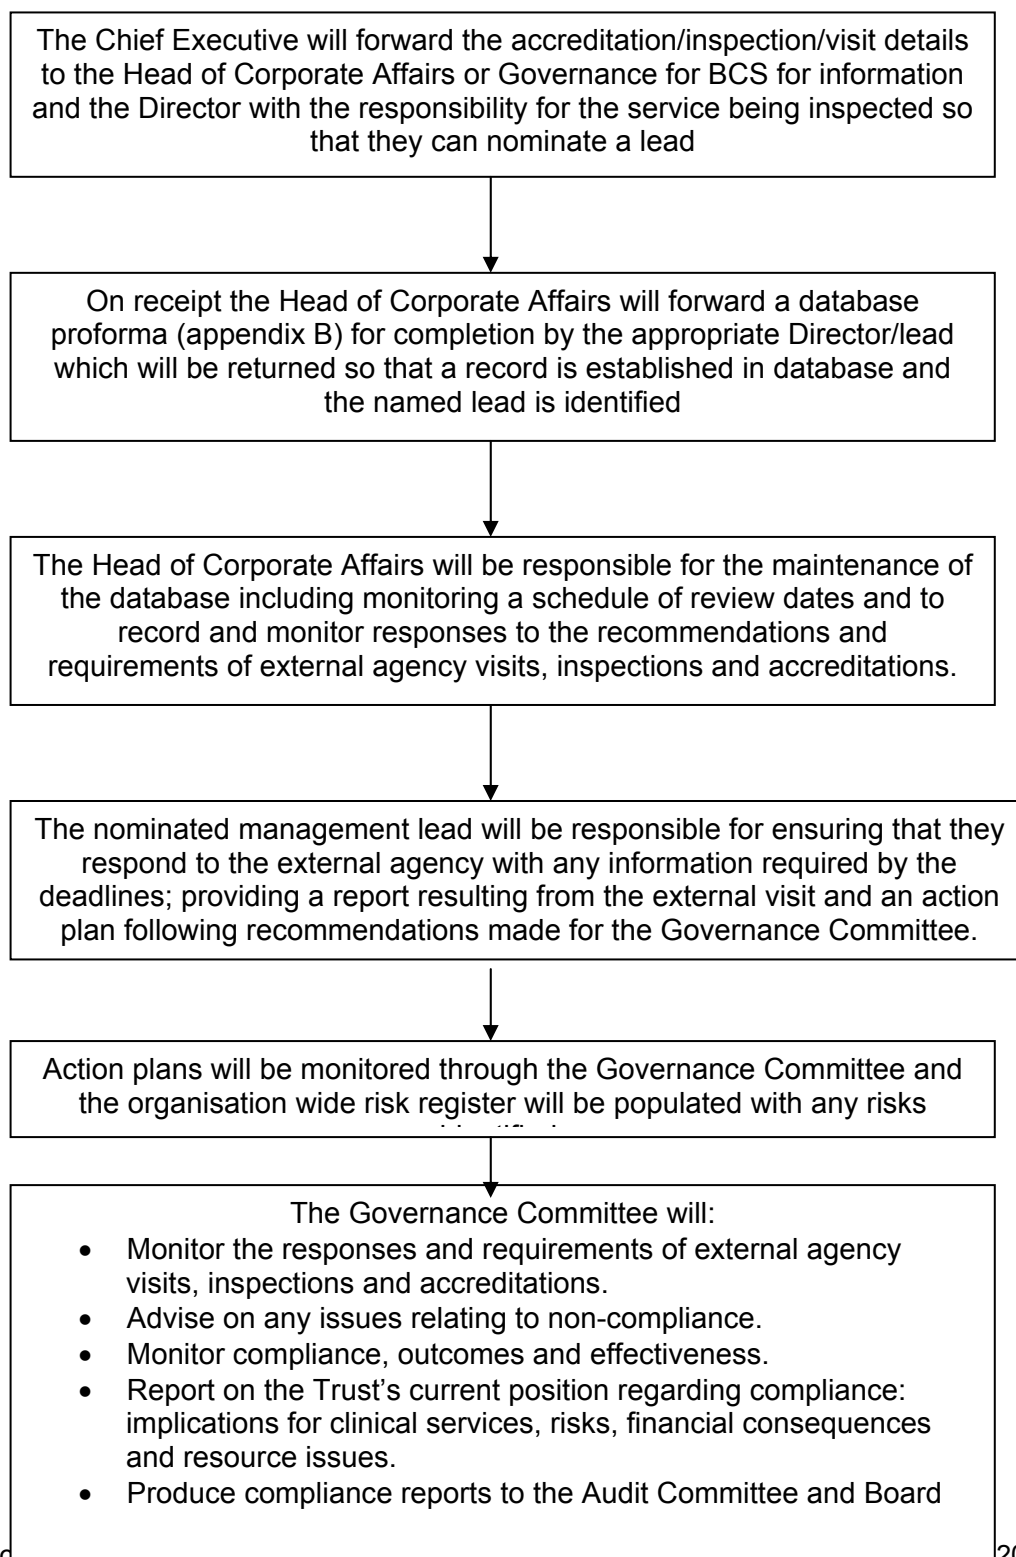 The Chief Executive will forward the accreditation/inspection/visit details
to the Head of Corporate Affairs or Governance for BCS for information
and the Director with the responsibility for the service being inspected so
that they can nominate a lead
On receipt the Head of Corporate Affairs will forward a database
proforma (appendix B) for completion by the appropriate Director/lead
which will be returned so that a record is established in database and
the named lead is identified
The Head of Corporate Affairs will be responsible for the maintenance of
the database including monitoring a schedule of review dates and to
record and monitor responses to the recommendations and
requirements of external agency visits, inspections and accreditations.
The nominated management lead will be responsible for ensuring that they
respond to the external agency with any information required by the
deadlines; providing a report resulting from the external visit and an action
plan following recommendations made for the Governance Committee.
Action plans will be monitored through the Governance Committee and
the organisation wide risk register will be populated with any risks
The Governance Committee will:
• Monitor the responses and requirements of external agency
visits, inspections and accreditations.
• Advise on any issues relating to non-compliance.
• Monitor compliance, outcomes and effectiveness.
• Report on the Trust's current position regarding compliance:
implications for clinical services, risks, financial consequences
and resource issues.
• Produce compliance reports to the Audit Committee and Board